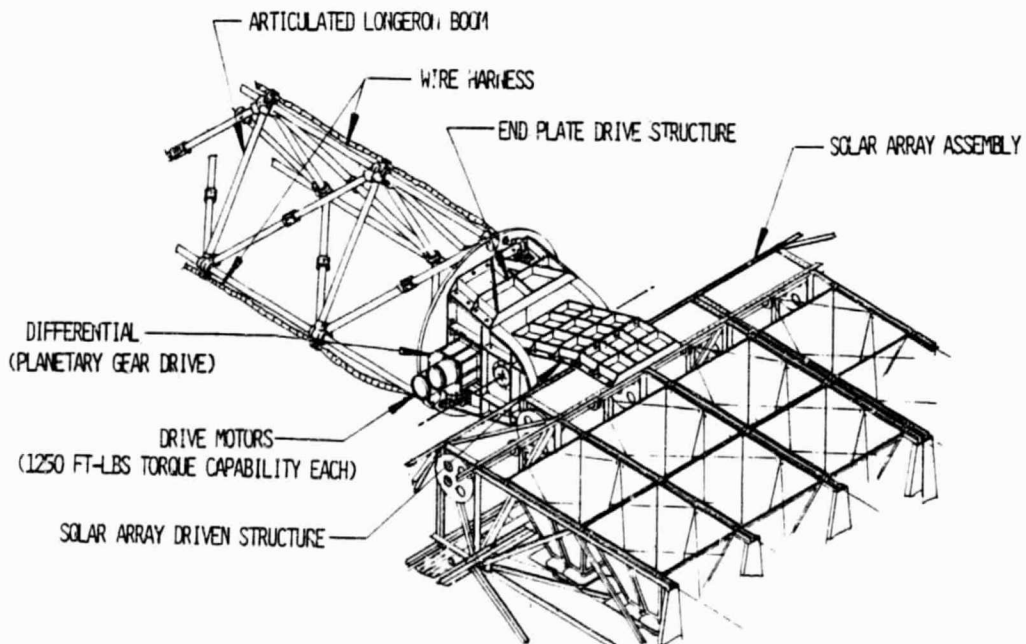 ARTICULATED LONGERON BOOM
WIRE HARNESS
END PLATE DRIVE STRUCTURE
SOLAR ARRAY ASSEMBLY
DIFFERENTIAL
(PLANETARY GEAR DRIVE)
DRIVE MOTORS
(1250 FT-LBS TORQUE CAPABILITY EACH)
SOLAR ARRAY DRIVEN STRUCTURE